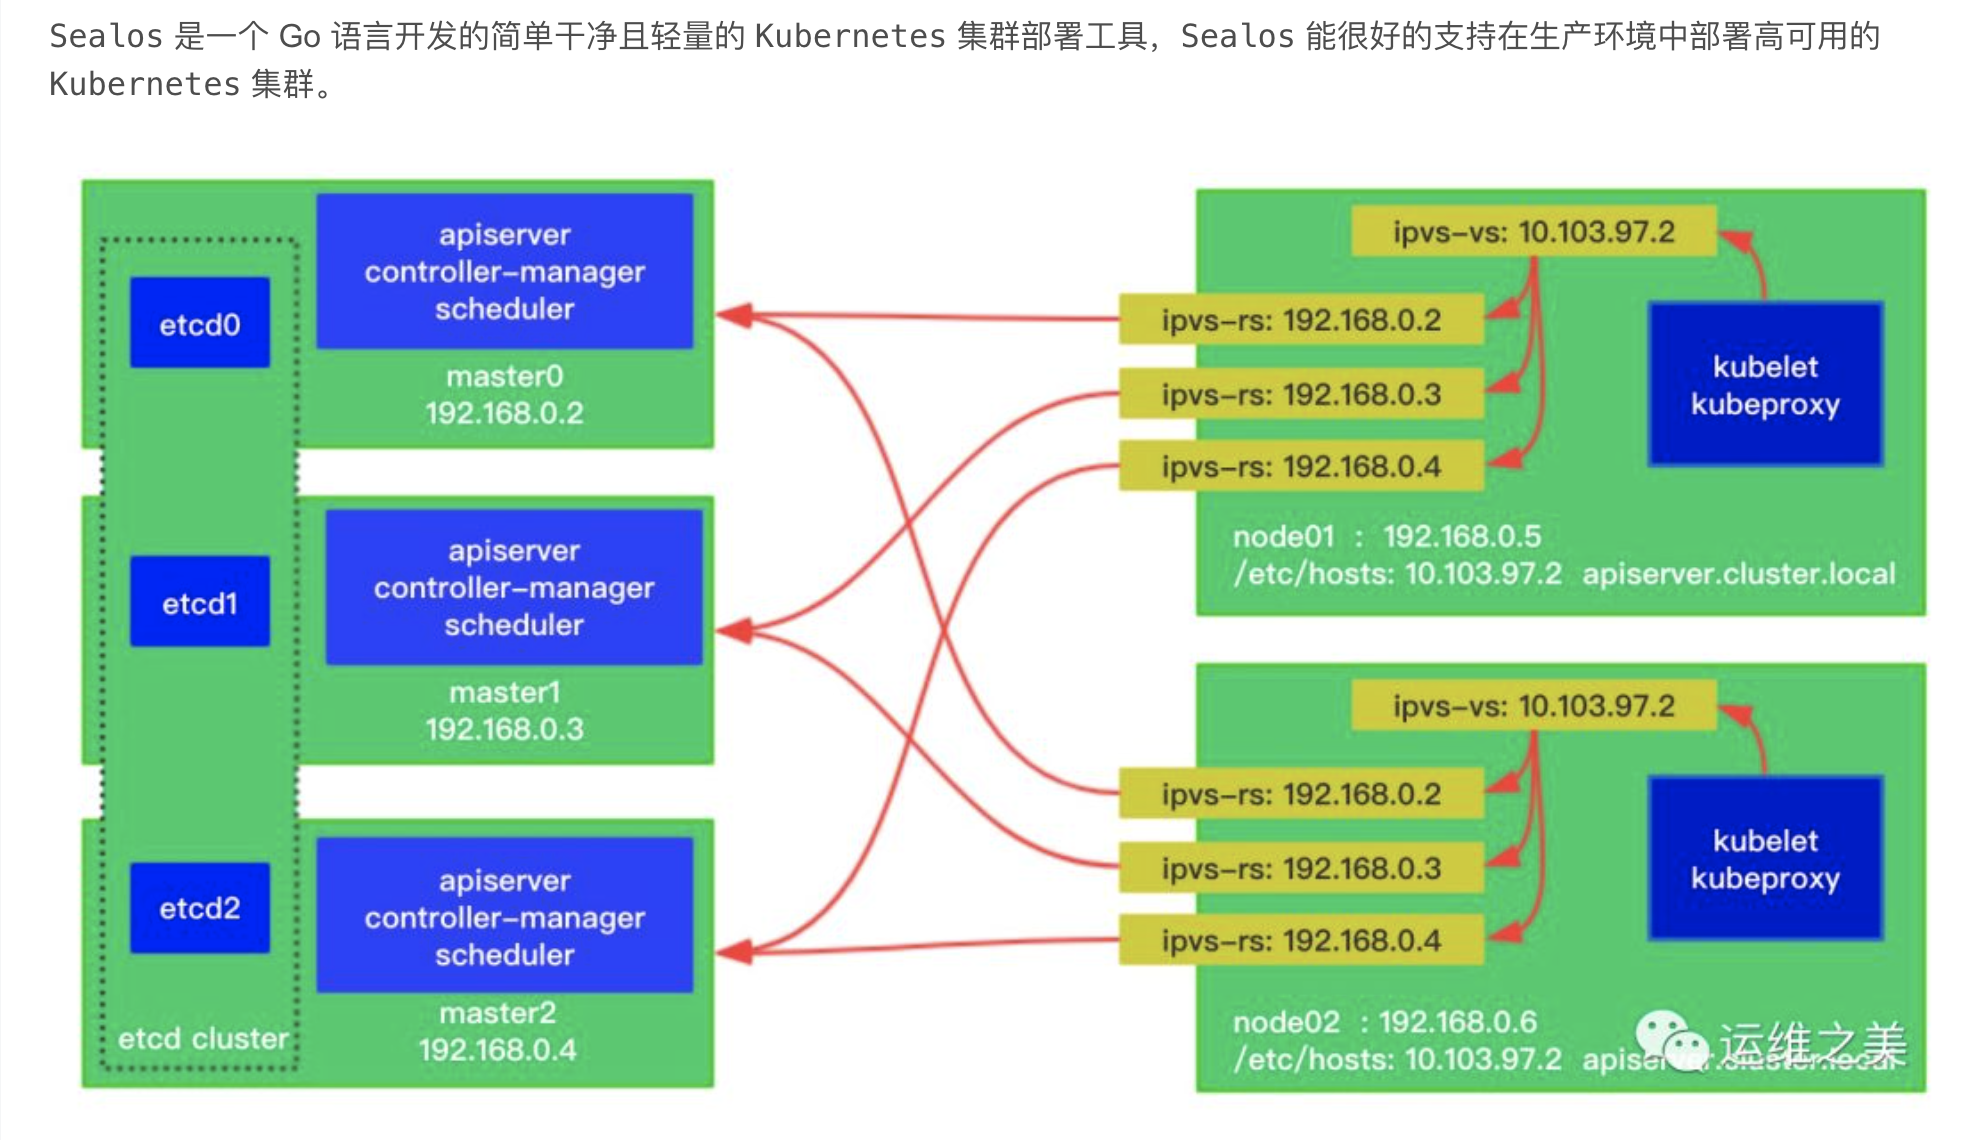 Sealos 是一个 Go 语言开发的简单干净且轻量的 Kubernetes 集群部署工具，Sealos 能很好的支持在生产环境中部署高可用的
Kubernetes 集群。
etcd0
apiserver
controller-manager
scheduler
master0
192.168.0.2
etcd1
apiserver
controller-manager
scheduler
master1
192.168.0.3
etcd2
apiserver
controller-manager
scheduler
master2
192.168.0.4
etcd cluster
ipvs-vs: 10.103.97.2
ipvs-rs: 192.168.0.2
ipvs-rs: 192.168.0.3
ipvs-rs: 192.168.0.4
kubelet
kubeproxy
node01 : 192.168.0.5
/etc/hosts: 10.103.97.2 apiserver.cluster.local
ipvs-vs: 10.103.97.2
ipvs-rs: 192.168.0.2
ipvs-rs: 192.168.0.3
ipvs-rs: 192.168.0.4
kubelet
kubeproxy
node02 : 192.168.0.6
/etc/hosts: 10.103.97.2 apiserver.cluster.local
运维之美